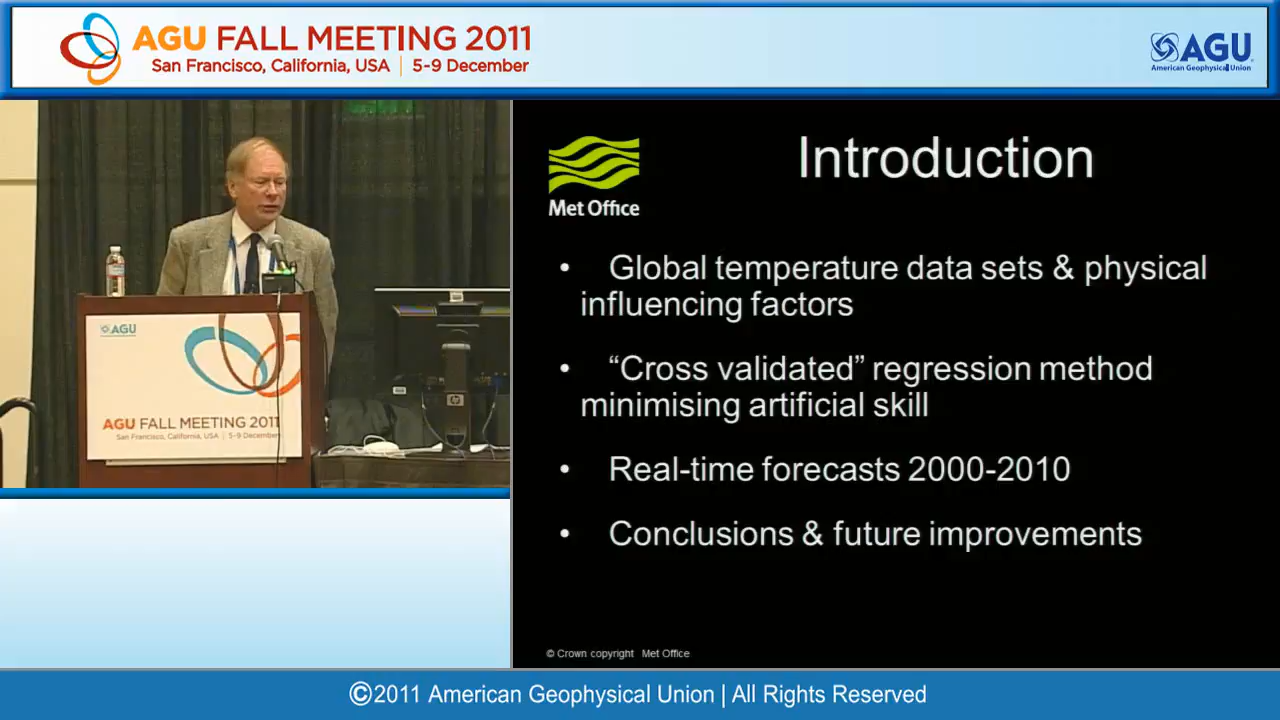 AGU FALL MEETING 2011
San Francisco, California, USA | 5-9 December
AGU
American Geophysical Union
AGU
AGU FALL MEETING 2011
San Francisco, California, USA | 5-9 December
hp
Met Office
Introduction
• Global temperature data sets & physical
influencing factors
• “Cross validated” regression method
minimising artificial skill
• Real-time forecasts 2000-2010
• Conclusions & future improvements
© Crown copyright Met Office
©2011 American Geophysical Union | All Rights Reserved